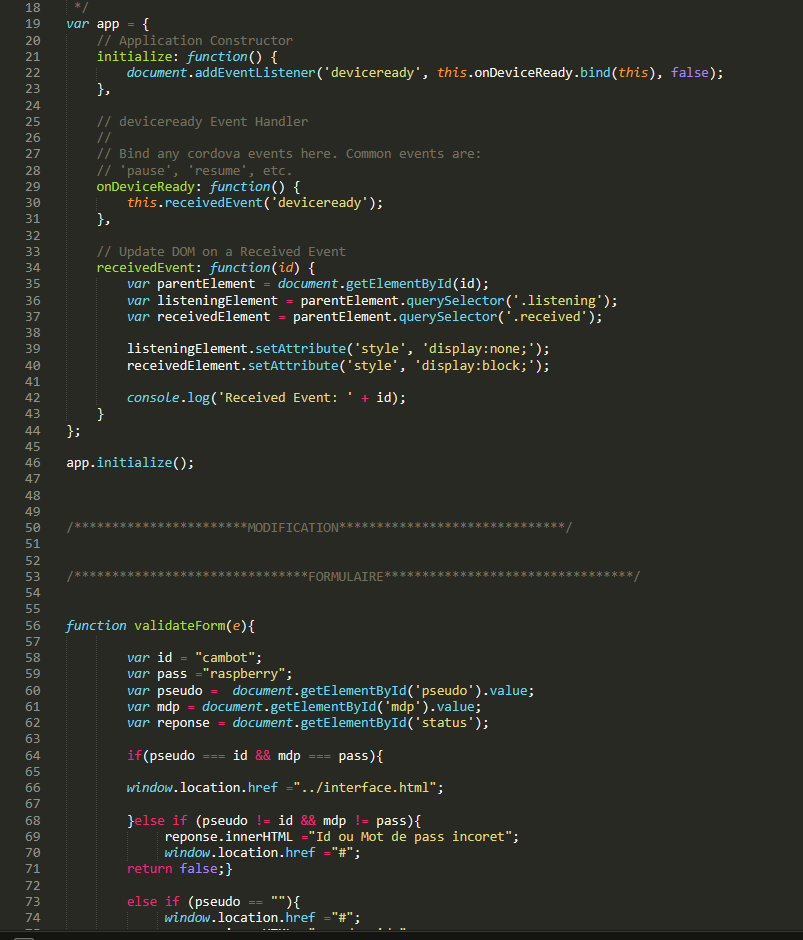 18 */
19 var app = {
20 // Application Constructor
21 initialize: function() {
22 document.addEventListener('deviceready', this.onDeviceReady.bind(this), false);
23 },
24
25 // deviceready Event Handler
26 //
27 // Bind any cordova events here. Common events are:
28 // 'pause', 'resume', etc.
29 onDeviceReady: function() {
30 this.receivedEvent('deviceready');
31 },
32
33 // Update DOM on a Received Event
34 receivedEvent: function(id) {
35 var parentElement = document.getElementById(id);
36 var listeningElement = parentElement.querySelector('.listening');
37 var receivedElement = parentElement.querySelector('.received');
38
39 listeningElement.setAttribute('style', 'display:none;');
40 receivedElement.setAttribute('style', 'display:block;');
41
42 console.log('Received Event: ' + id);
43 }
44 };
45
46 app.initialize();
47
48
49
50 /***********************MODIFICATION******************************/
51
52
53 /*******************************FORMULAIRE*********************************/
54
55
56 function validateForm(e){
57
58 var id = "cambot";
59 var pass ="raspberry";
60 var pseudo =  document.getElementById('pseudo').value;
61 var mdp = document.getElementById('mdp').value;
62 var reponse = document.getElementById('status');
63
64 if(pseudo === id && mdp === pass){
65
66 window.location.href ="../interface.html";
67
68 }else if (pseudo != id && mdp != pass){
69 reponse.innerHTML ="Id ou Mot de pass incoret";
70 window.location.href ="#";
71 return false;}
72
73 else if (pseudo == ""){
74 window.location.href ="#";